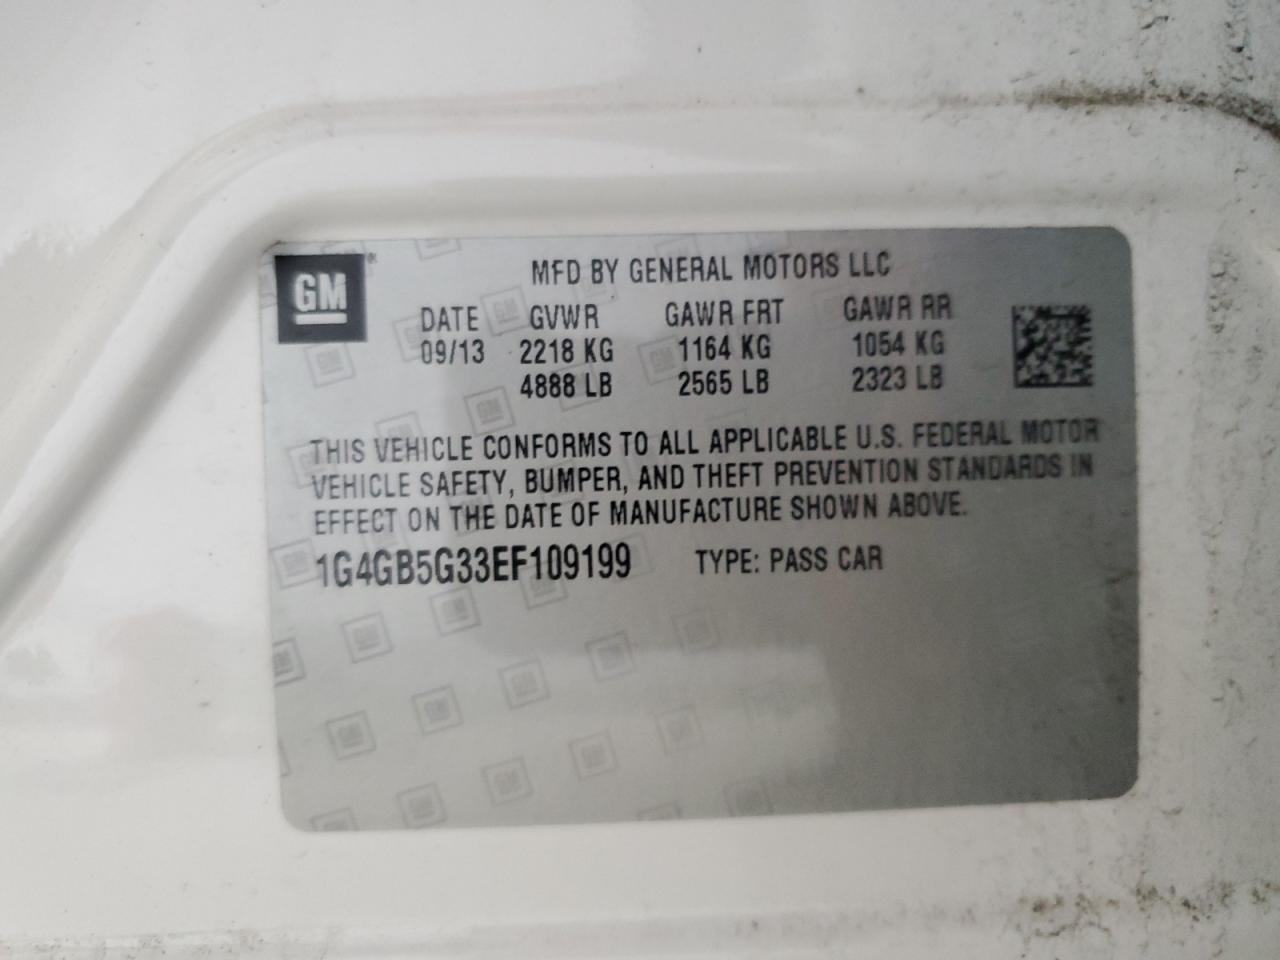 GM
MFD BY GENERAL MOTORS LLC
DATE GVWR GAWR FRT GAWR RR
09/13 2218 KG 1164 KG 1054 KG
4888 LB 2565 LB 2323 LB
THIS VEHICLE CONFORMS TO ALL APPLICABLE U.S. FEDERAL MOTOR
VEHICLE SAFETY, BUMPER, AND THEFT PREVENTION STANDARDS IN
EFFECT ON THE DATE OF MANUFACTURE SHOWN ABOVE.
1G4GB5G33EF109199 TYPE: PASS CAR